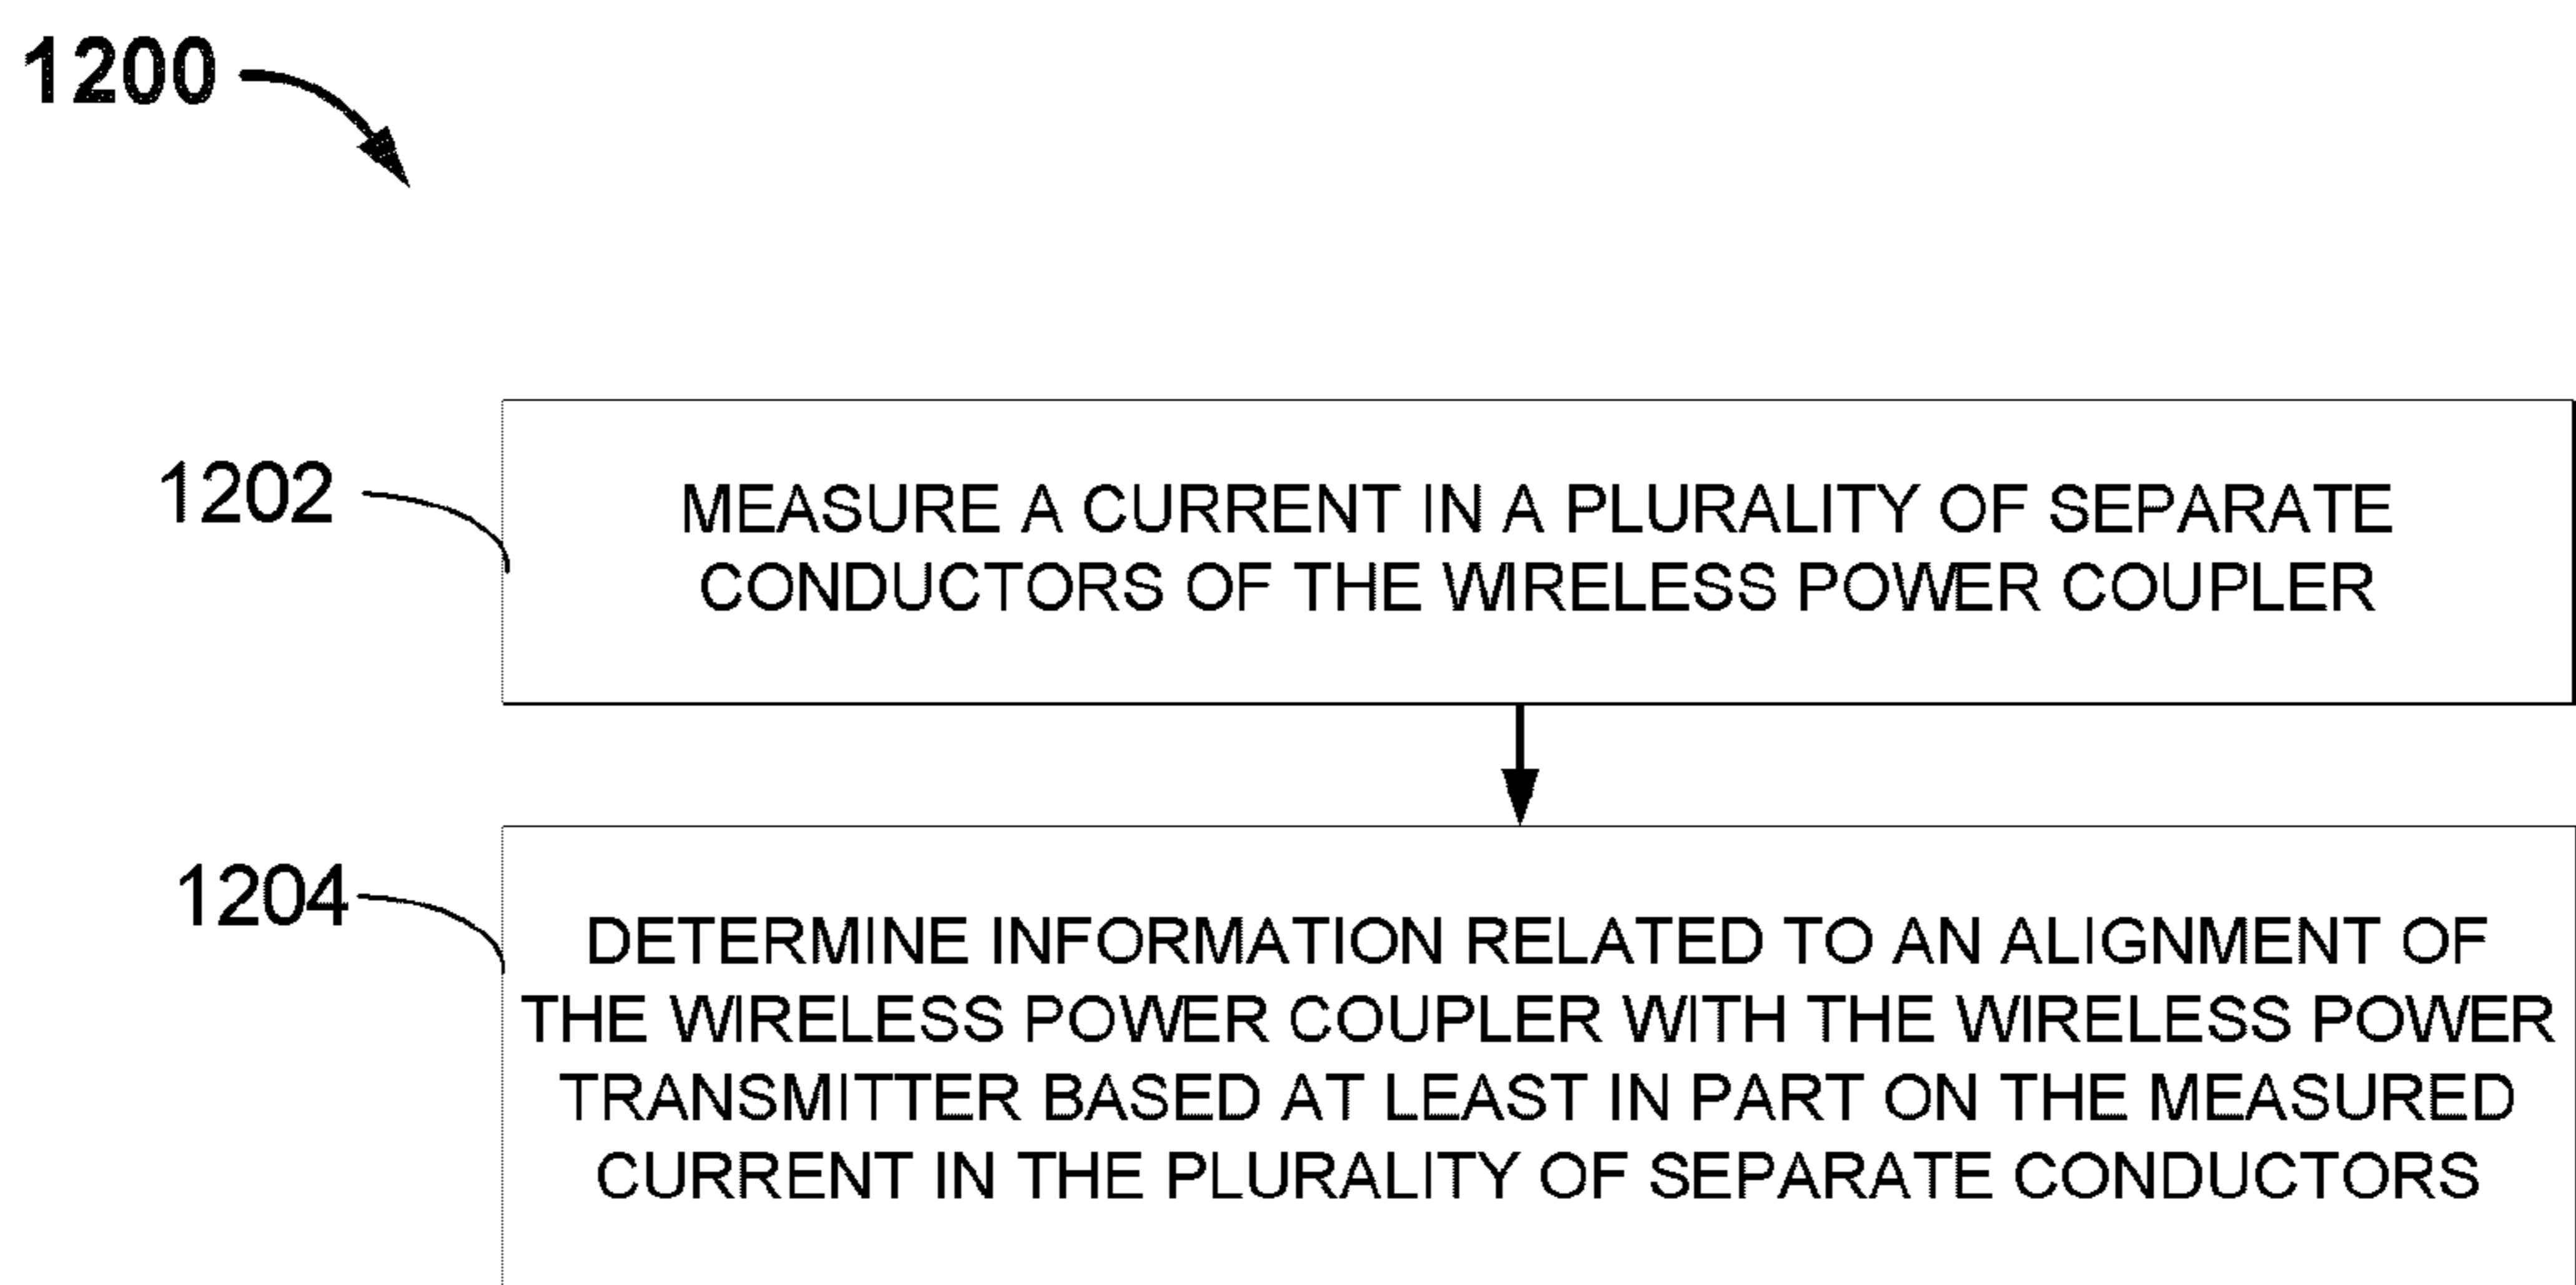 1200
1202
MEASURE A CURRENT IN A PLURALITY OF SEPARATE
CONDUCTORS OF THE WIRELESS POWER COUPLER
1204
DETERMINE INFORMATION RELATED TO AN ALIGNMENT OF
THE WIRELESS POWER COUPLER WITH THE WIRELESS POWER
TRANSMITTER BASED AT LEAST IN PART ON THE MEASURED
CURRENT IN THE PLURALITY OF SEPARATE CONDUCTORS